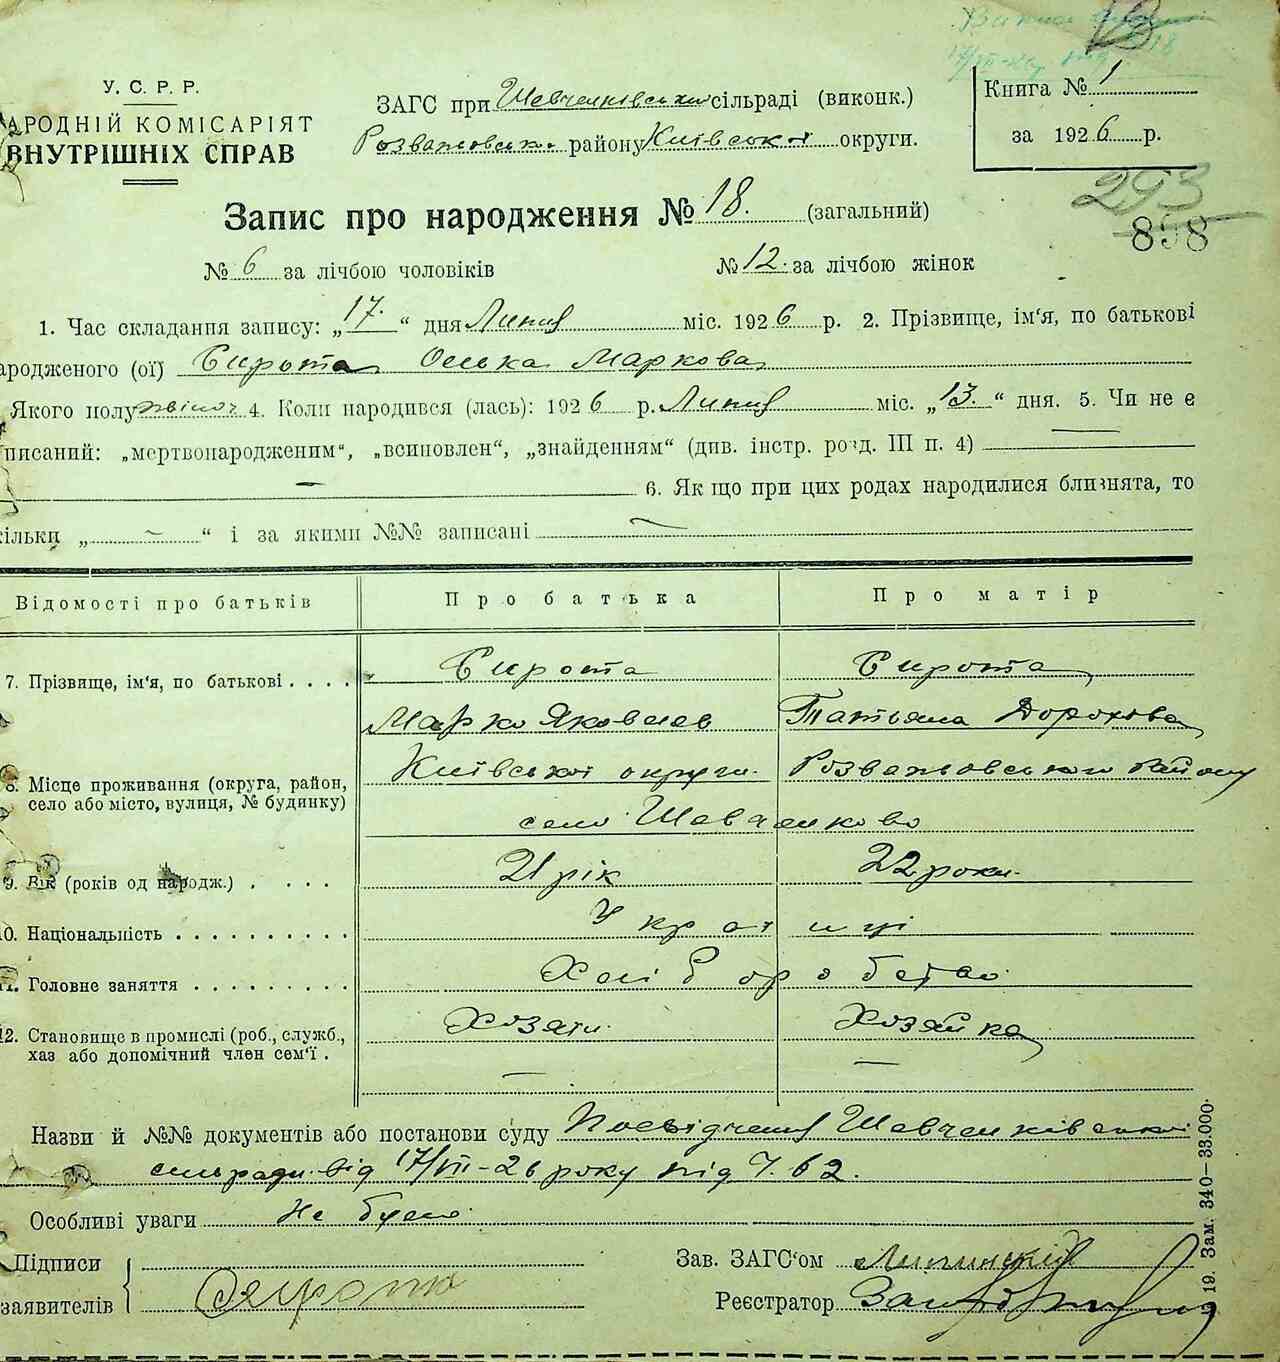 У. С. Р. Р.
АРОДНІЙ КОМІСАРІЯТ
ВНУТРІШНІХ СПРАВ
ЗАГС при Шевченківськи сільраді (виконк.)
Розважовськ. району Київської округи.
Книга № 1
за 1926 р.
293
898
Запис про народження № 18. (загальний)
№ 6 за лічбою чоловіків
№ 12. за лічбою жінок
1. Час складання запису: „17.“ дня Липня міс. 1926 р. 2. Прізвище, ім‘я, по батькові
ародженого (ої) Сирота Олька Маркова
Якого полу жіноч 4. Коли народився (лась): 1926 р. Липня міс. „13.“ дня. 5. Чи не є
писаний: „мертвонародженим“, „всиновлен“, „знайденням“ (див. інстр. розд. III п. 4) —
— 6. Як що при цих родах народилися близнята, то
ільки „ ~ “ і за якими №№ записані ~
Відомості про батьків
Про батька
Про матір
7. Прізвище, ім'я, по батькові . . . .
Сирота
Сирота
Марко Яковлев
Татьяна Дорохова
8. Місце проживання (округа, район,
село або місто, вулиця, № будинку)
Київської округи. Розважовського району
село Шевченково
9. Вік (років од народж.) . . . .
21 рік
22 роки.
10. Національність . . . . . . . . . .
Українці
11. Головне заняття . . . . . . . . .
Хліборобство.
12. Становище в промислі (роб., служб.,
хаз або допомічний член сем‘ї .
Хозяїн.
Хозяйка
—
—
Назви й №№ документів або постанови суду Посвідчення Шевченківської
сільради від 17/VII-26 року під Ч. 62.
Особливі уваги Не було.
Підписи
заявителів
Сирота
Зав. ЗАГС‘ом
Реєстратор
19. Зам. 340—33.000.